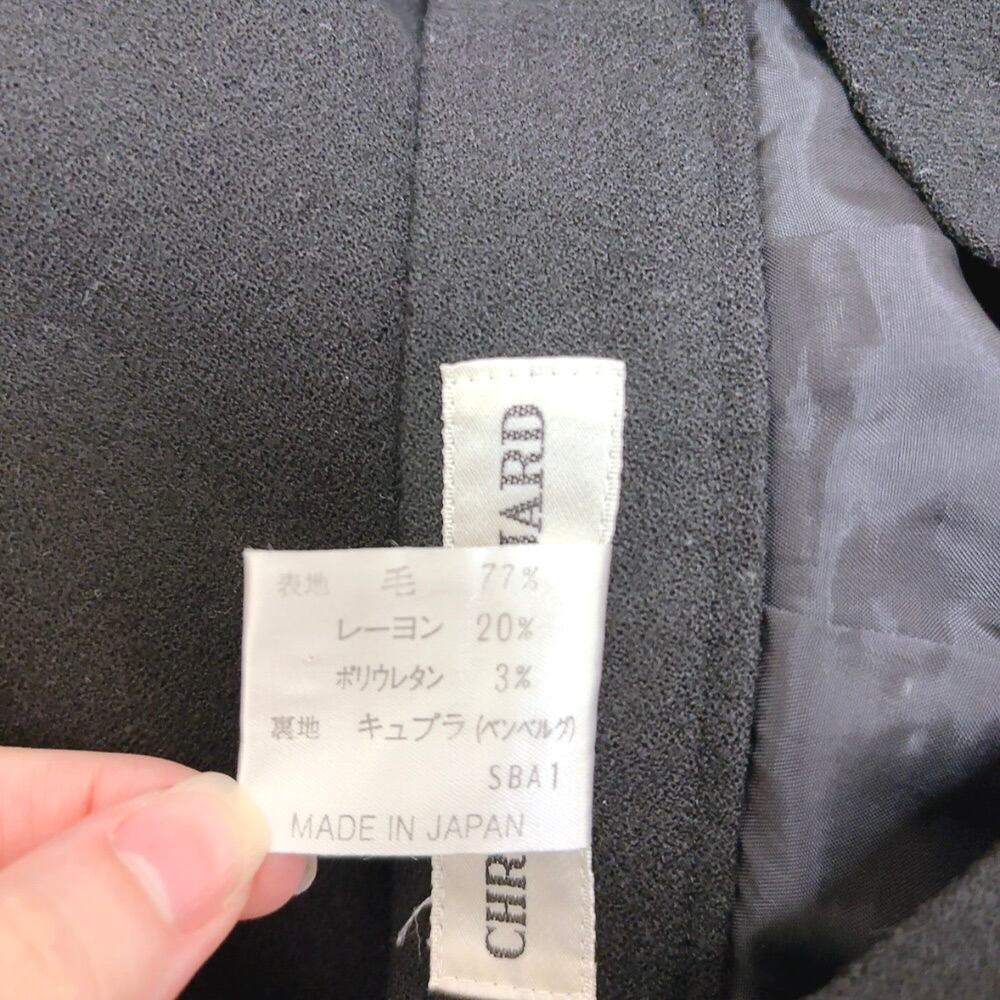 表地 毛 77%
レーヨン 20%
ポリウレタン 3%
裏地 キュプラ(ベンベルグ)
SBA1
MADE IN JAPAN